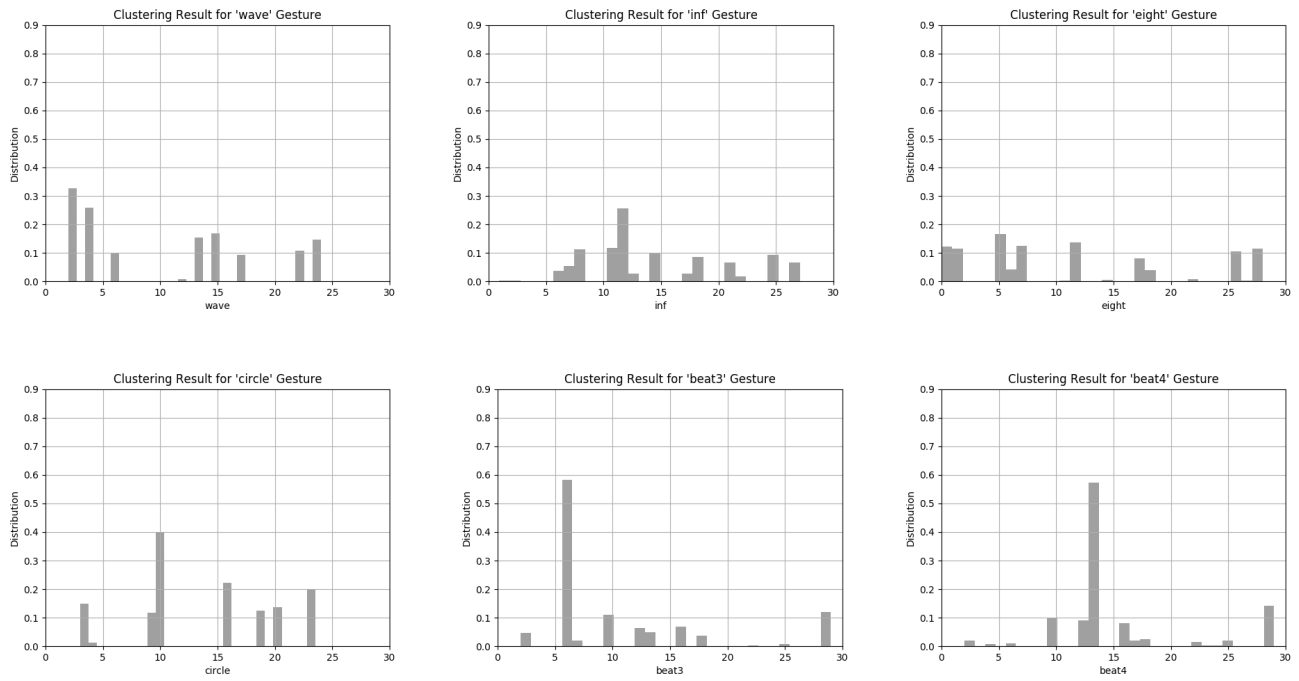 Clustering Result for 'wave' Gesture
0.9
0.8
0.7
0.6
0.5
0.4
0.3
0.2
0.1
0.0
Distribution
0 5 10 15 20 25 30
wave
Clustering Result for 'inf' Gesture
0.9
0.8
0.7
0.6
0.5
0.4
0.3
0.2
0.1
0.0
Distribution
0 5 10 15 20 25 30
inf
Clustering Result for 'eight' Gesture
0.9
0.8
0.7
0.6
0.5
0.4
0.3
0.2
0.1
0.0
Distribution
0 5 10 15 20 25 30
eight
Clustering Result for 'circle' Gesture
0.9
0.8
0.7
0.6
0.5
0.4
0.3
0.2
0.1
0.0
Distribution
0 5 10 15 20 25 30
circle
Clustering Result for 'beat3' Gesture
0.9
0.8
0.7
0.6
0.5
0.4
0.3
0.2
0.1
0.0
Distribution
0 5 10 15 20 25 30
beat3
Clustering Result for 'beat4' Gesture
0.9
0.8
0.7
0.6
0.5
0.4
0.3
0.2
0.1
0.0
Distribution
0 5 10 15 20 25 30
beat4